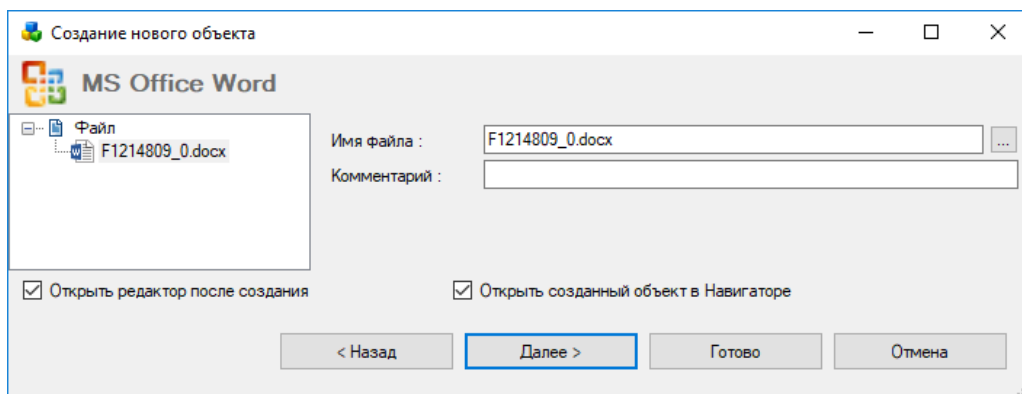 Создание нового объекта
MS Office Word
Файл
F1214809_0.docx
Имя файла :
F1214809_0.docx
...
Комментарий :
Открыть редактор после создания
Открыть созданный объект в Навигаторе
< Назад
Далее >
Готово
Отмена